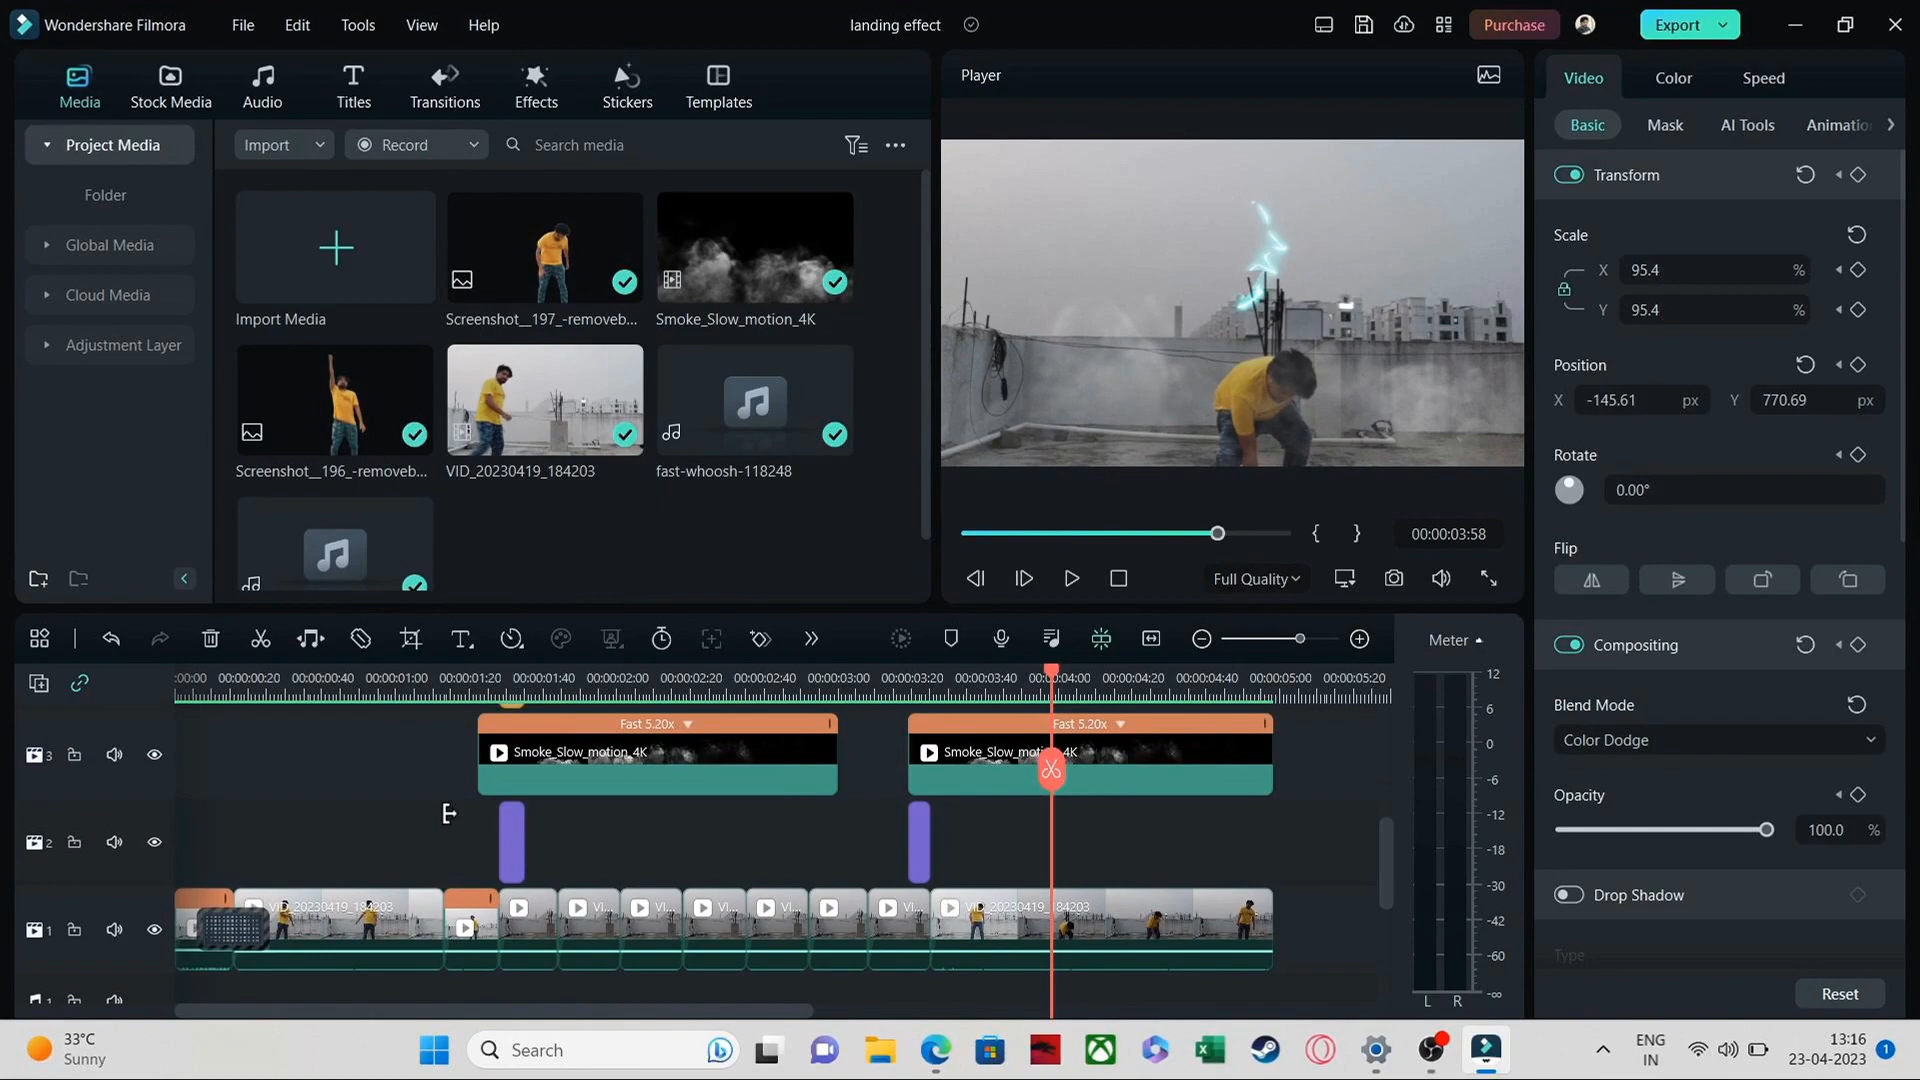 Wondershare Filmora
File
Edit
Tools
View
Help
landing effect
Purchase
Export
Media
Stock Media
Audio
Titles
Transitions
Effects
Stickers
Templates
Player
Video
Color
Speed
Project Media
Import
Record
Search media
Basic
Mask
AI Tools
Animatio
Folder
Global Media
Cloud Media
Adjustment Layer
Import Media
Screenshot__197_-removeb...
Smoke_Slow_motion_4K
Screenshot__196_-removeb...
VID_20230419_184203
fast-whoosh-118248
Transform
Scale
X 95.4 %
Y 95.4 %
Position
X -145.61 px Y 770.69 px
Rotate
0.00°
Flip
{ } 00:00:03:58
Full Quality
Compositing
Blend Mode
Color Dodge
Opacity
100.0 %
Drop Shadow
Type
Reset
Meter
:00:00 00:00:00:20 00:00:00:40 00:00:01:00 00:00:01:20 00:00:01:40 00:00:02:00 00:00:02:20 00:00:02:40 00:00:03:00 00:00:03:20 00:00:03:40 00:00:04:00 00:00:04:20 00:00:04:40 00:00:05:00 00:00:05:20
Fast 5.20x
Fast 5.20x
Smoke_Slow_motion_4K
Smoke_Slow_moti 4K
3
2
1
VID_20230419_184203
VI...
VI...
VI...
VI...
VI...
VID_20230419_184203
1
12
6
0
-6
-12
-18
-30
-42
-60
-∞
L R
33°C
Sunny
Search
ENG
IN
13:16
23-04-2023
1